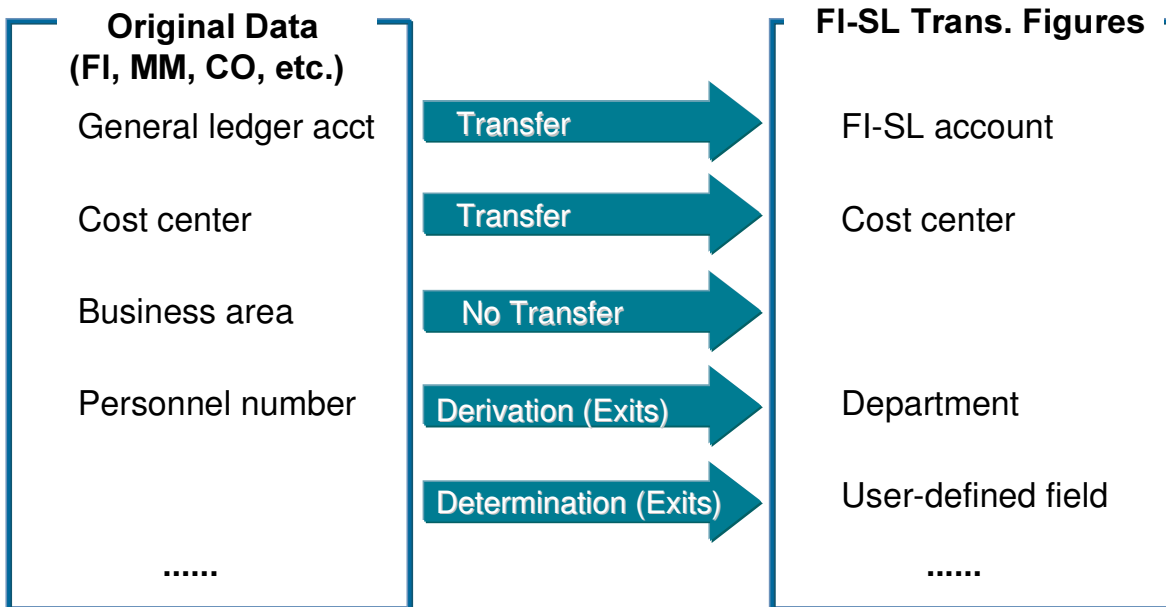 Original Data
(FI, MM, CO, etc.)
FI-SL Trans. Figures
General ledger acct
Transfer
FI-SL account
Cost center
Transfer
Cost center
Business area
No Transfer
Personnel number
Derivation (Exits)
Department
Determination (Exits)
User-defined field
......
......